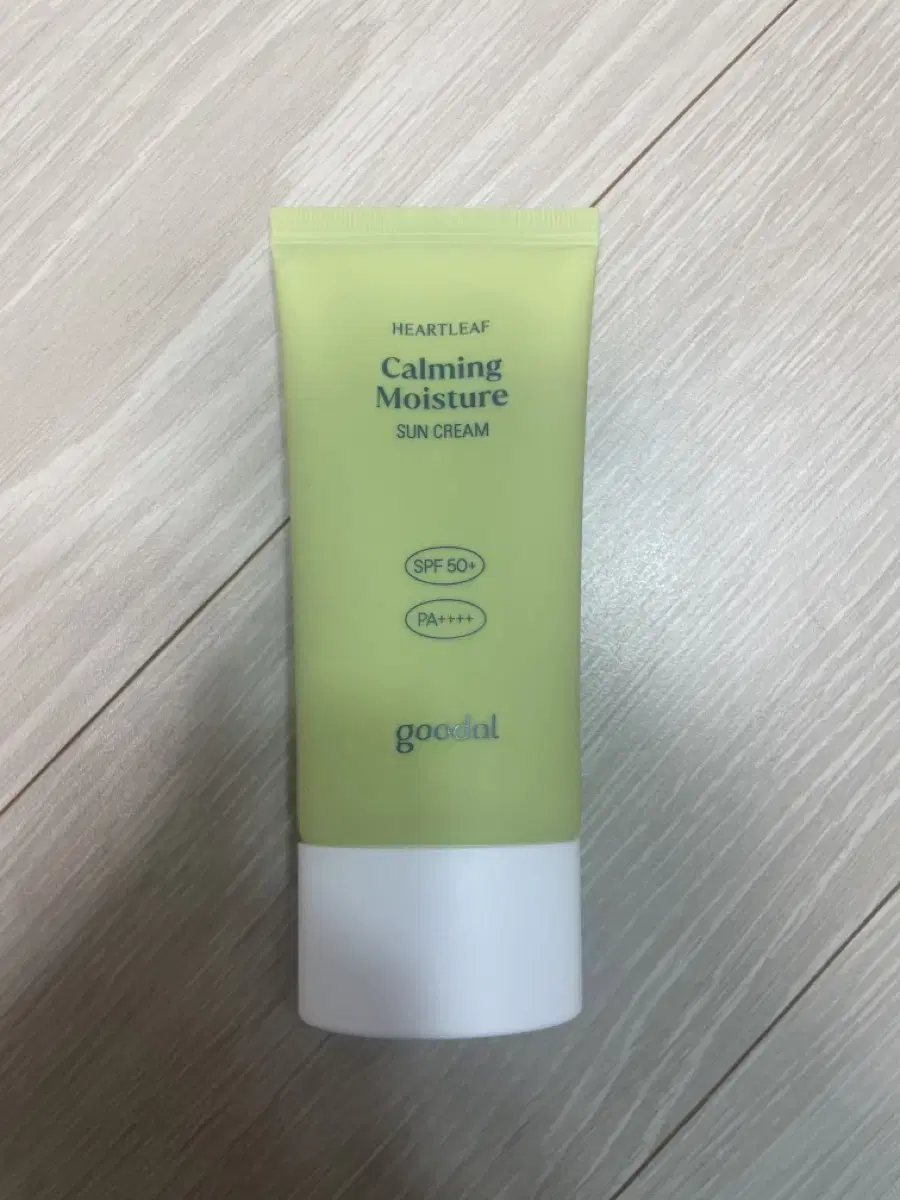 HEARTLEAF
Calming
Moisture
SUN CREAM
SPF 50+
PA++++
goodal